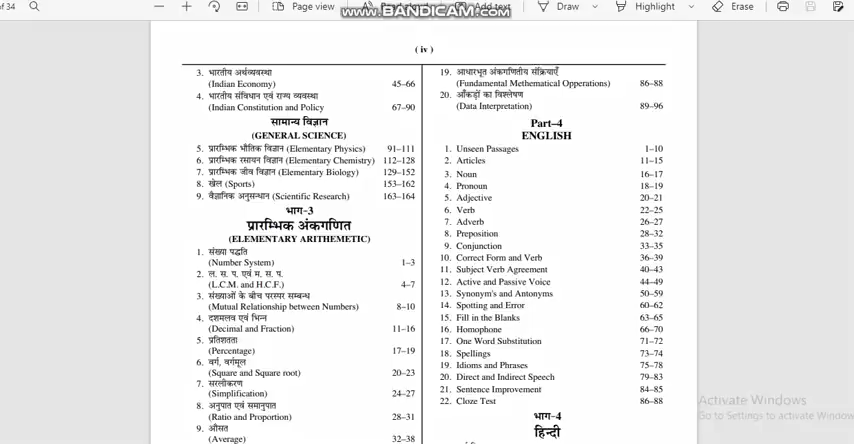 of 34
Page view
Draw
Highlight
Erase
www.BANDICAM.com
( iv )
3. भारतीय अर्थव्यवस्था
(Indian Economy) 45–66
4. भारतीय संविधान एवं राज्य व्यवस्था
(Indian Constitution and Policy 67–90
सामान्य विज्ञान
(GENERAL SCIENCE)
5. प्रारम्भिक भौतिक विज्ञान (Elementary Physics) 91–111
6. प्रारम्भिक रसायन विज्ञान (Elementary Chemistry) 112–128
7. प्रारम्भिक जीव विज्ञान (Elementary Biology) 129–152
8. खेल (Sports) 153–162
9. वैज्ञानिक अनुसन्धान (Scientific Research) 163–164
भाग-3
प्रारम्भिक अंकगणित
(ELEMENTARY ARITHEMETIC)
1. संख्या पद्धति
(Number System) 1–3
2. ल. स. प. एवं म. स. प.
(L.C.M. and H.C.F.) 4–7
3. संख्याओं के बीच परस्पर सम्बन्ध
(Mutual Relationship between Numbers) 8–10
4. दशमलव एवं भिन्न
(Decimal and Fraction) 11–16
5. प्रतिशतता
(Percentage) 17–19
6. वर्ग, वर्गमूल
(Square and Square root) 20–23
7. सरलीकरण
(Simplification) 24–27
8. अनुपात एवं समानुपात
(Ratio and Proportion) 28–31
9. औसत
(Average) 32–38
19. आधारभूत अंकगणितीय संक्रियाएँ
(Fundamental Mathematical Opperations) 86–88
20. आँकड़ों का विश्लेषण
(Data Interpretation) 89–96
Part–4
ENGLISH
1. Unseen Passages 1–10
2. Articles 11–15
3. Noun 16–17
4. Pronoun 18–19
5. Adjective 20–21
6. Verb 22–25
7. Adverb 26–27
8. Preposition 28–32
9. Conjunction 33–35
10. Correct Form and Verb 36–39
11. Subject Verb Agreement 40–43
12. Active and Passive Voice 44–49
13. Synonym's and Antonyms 50–59
14. Spotting and Error 60–62
15. Fill in the Blanks 63–65
16. Homophone 66–70
17. One Word Substitution 71–72
18. Spellings 73–74
19. Idioms and Phrases 75–78
20. Direct and Indirect Speech 79–83
21. Sentence Improvement 84–85
22. Cloze Test 86–88
भाग-4
हिन्दी
Activate Windows
Go to Settings to activate Window